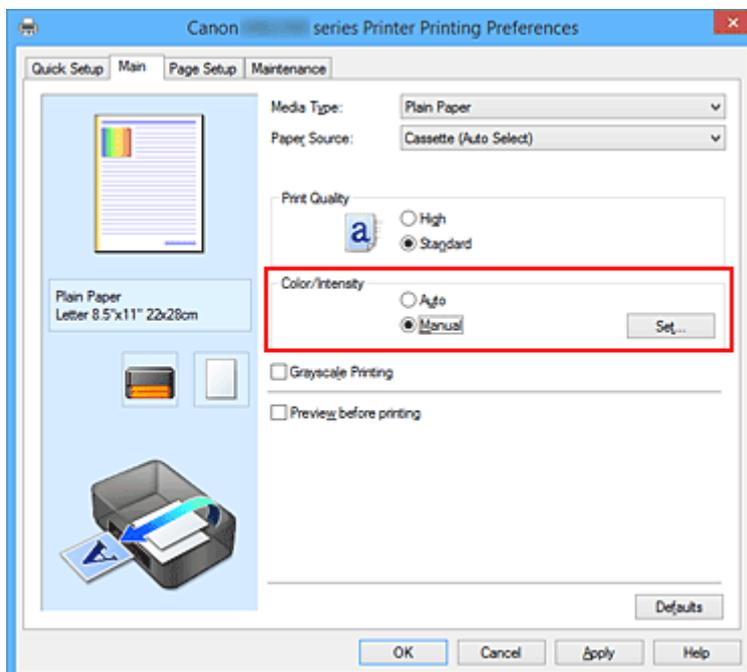 Canon series Printer Printing Preferences
Quick Setup Main Page Setup Maintenance
Media Type: Plain Paper
Paper Source: Cassette (Auto Select)
Print Quality
a
High
Standard
Color/Intensity
Auto
Manual Set...
Plain Paper
Letter 8.5"x11" 22x28cm
Grayscale Printing
Preview before printing
A
Defaults
OK Cancel Apply Help